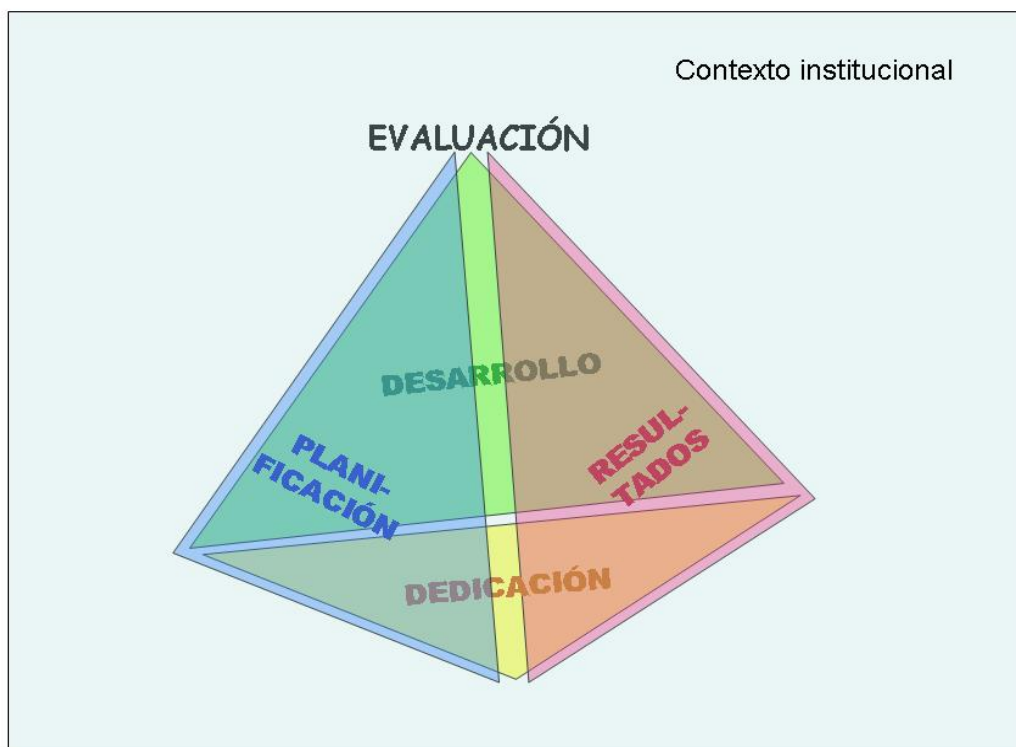 Contexto institucional
EVALUACIÓN
DESARROLLO
PLANI-
FICACIÓN
RESUL-
TADOS
DEDICACIÓN